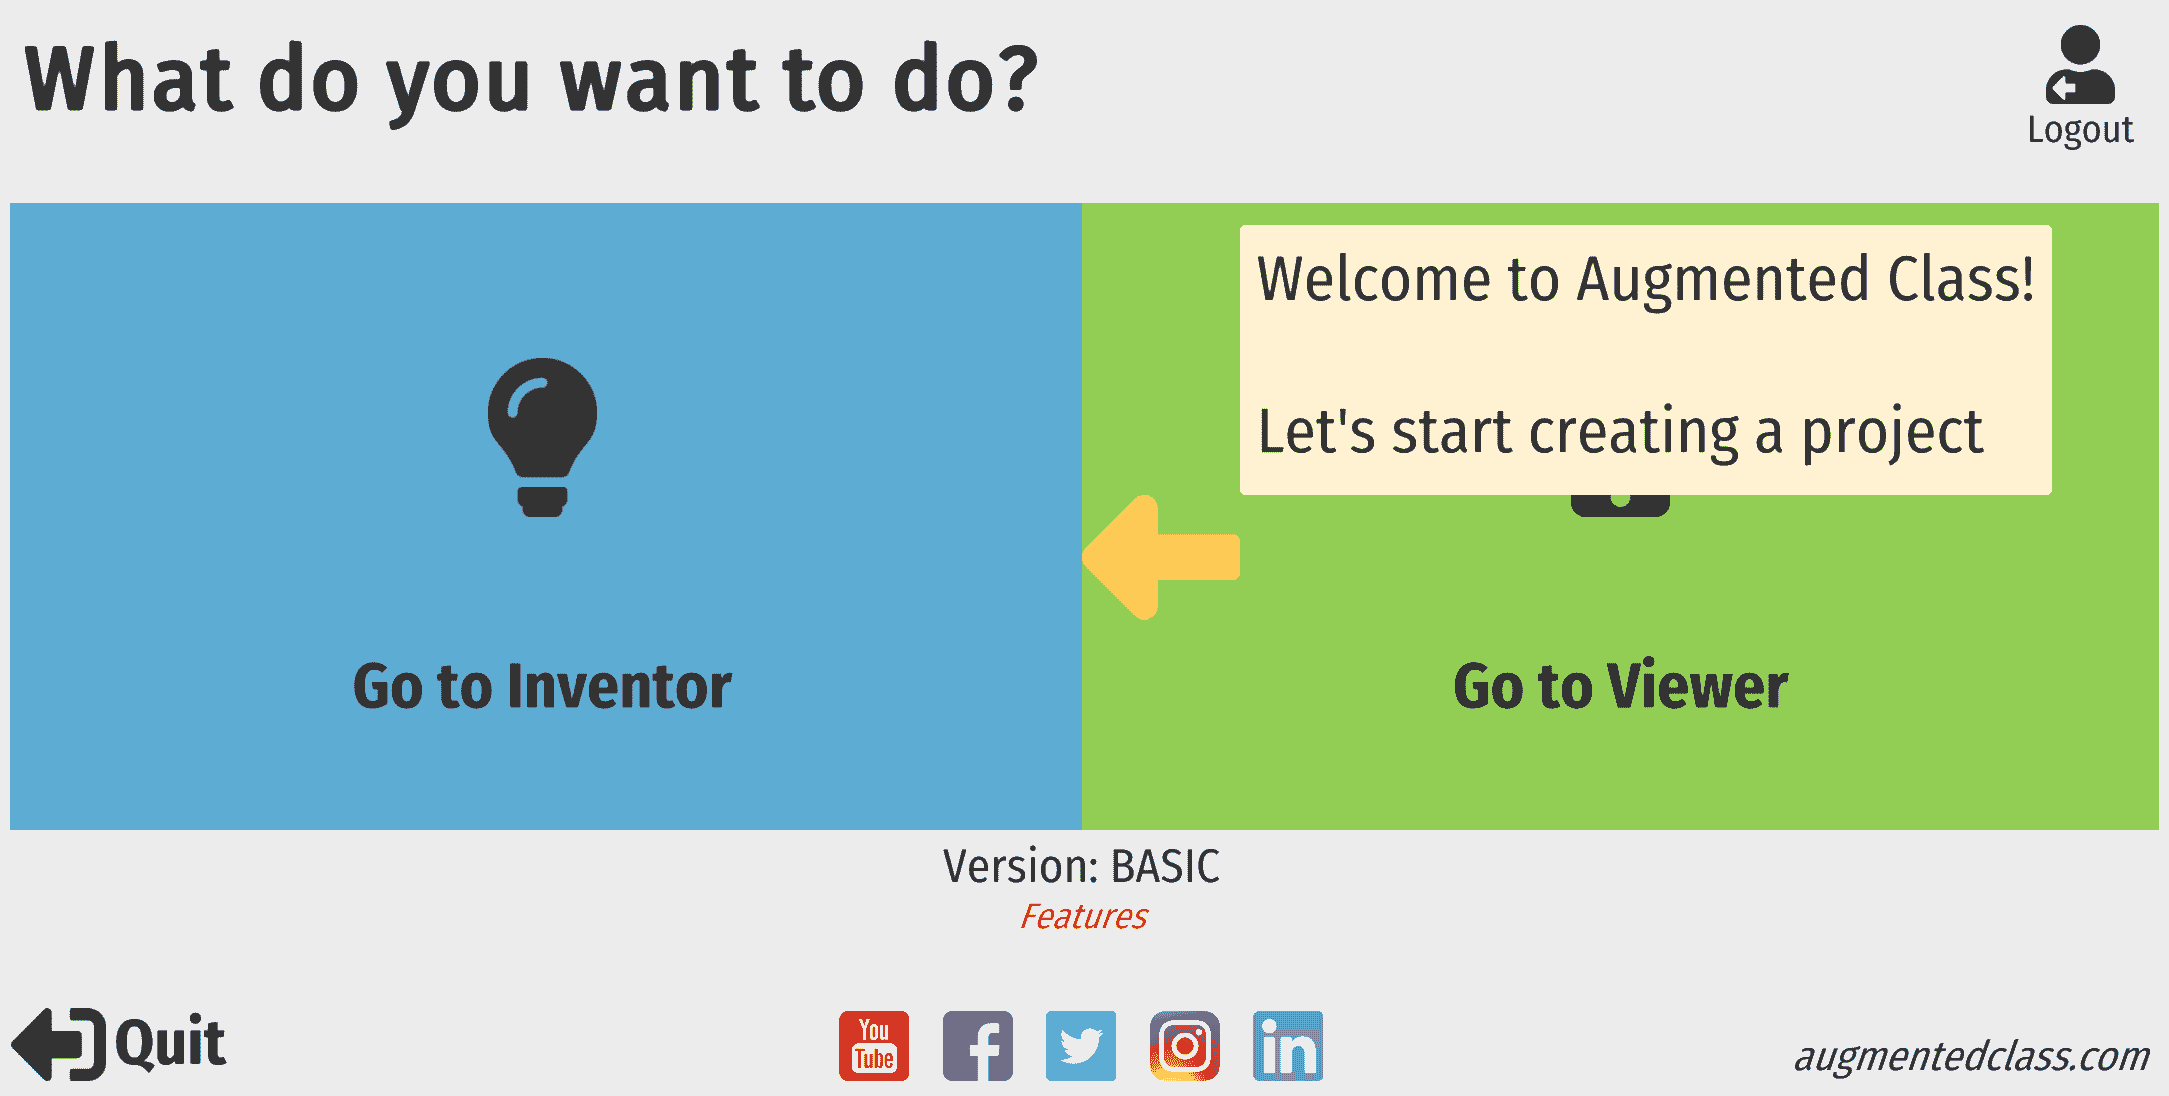 What do you want to do?
Logout
Welcome to Augmented Class!
Let's start creating a project
Go to Inventor
Go to Viewer
Version: BASIC
Features
Quit
You
Tube
f
in
augmentedclass.com